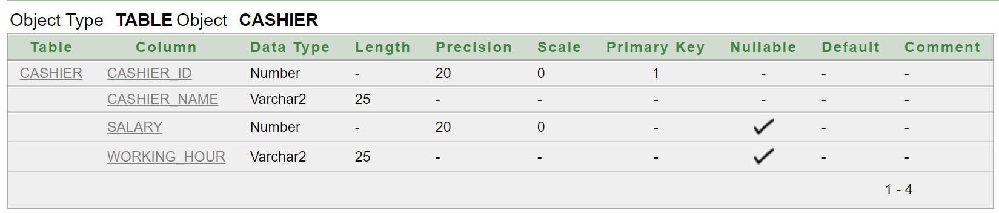 Object Type TABLE Object CASHIER
Table Column Data Type Length Precision Scale Primary Key Nullable Default Comment
CASHIER CASHIER_ID Number - 20 0 1 - - -
CASHIER_NAME Varchar2 25 - - - - - -
SALARY Number - 20 0 - ✓ - -
WORKING_HOUR Varchar2 25 - - - ✓ - -
1 - 4